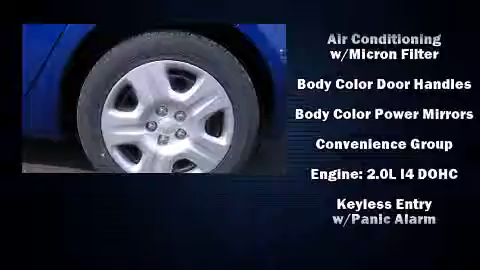 Air Conditioning
w/Micron Filter
Body Color Door Handles
Body Color Power Mirrors
Convenience Group
Engine: 2.0L I4 DOHC
Keyless Entry
w/Panic Alarm